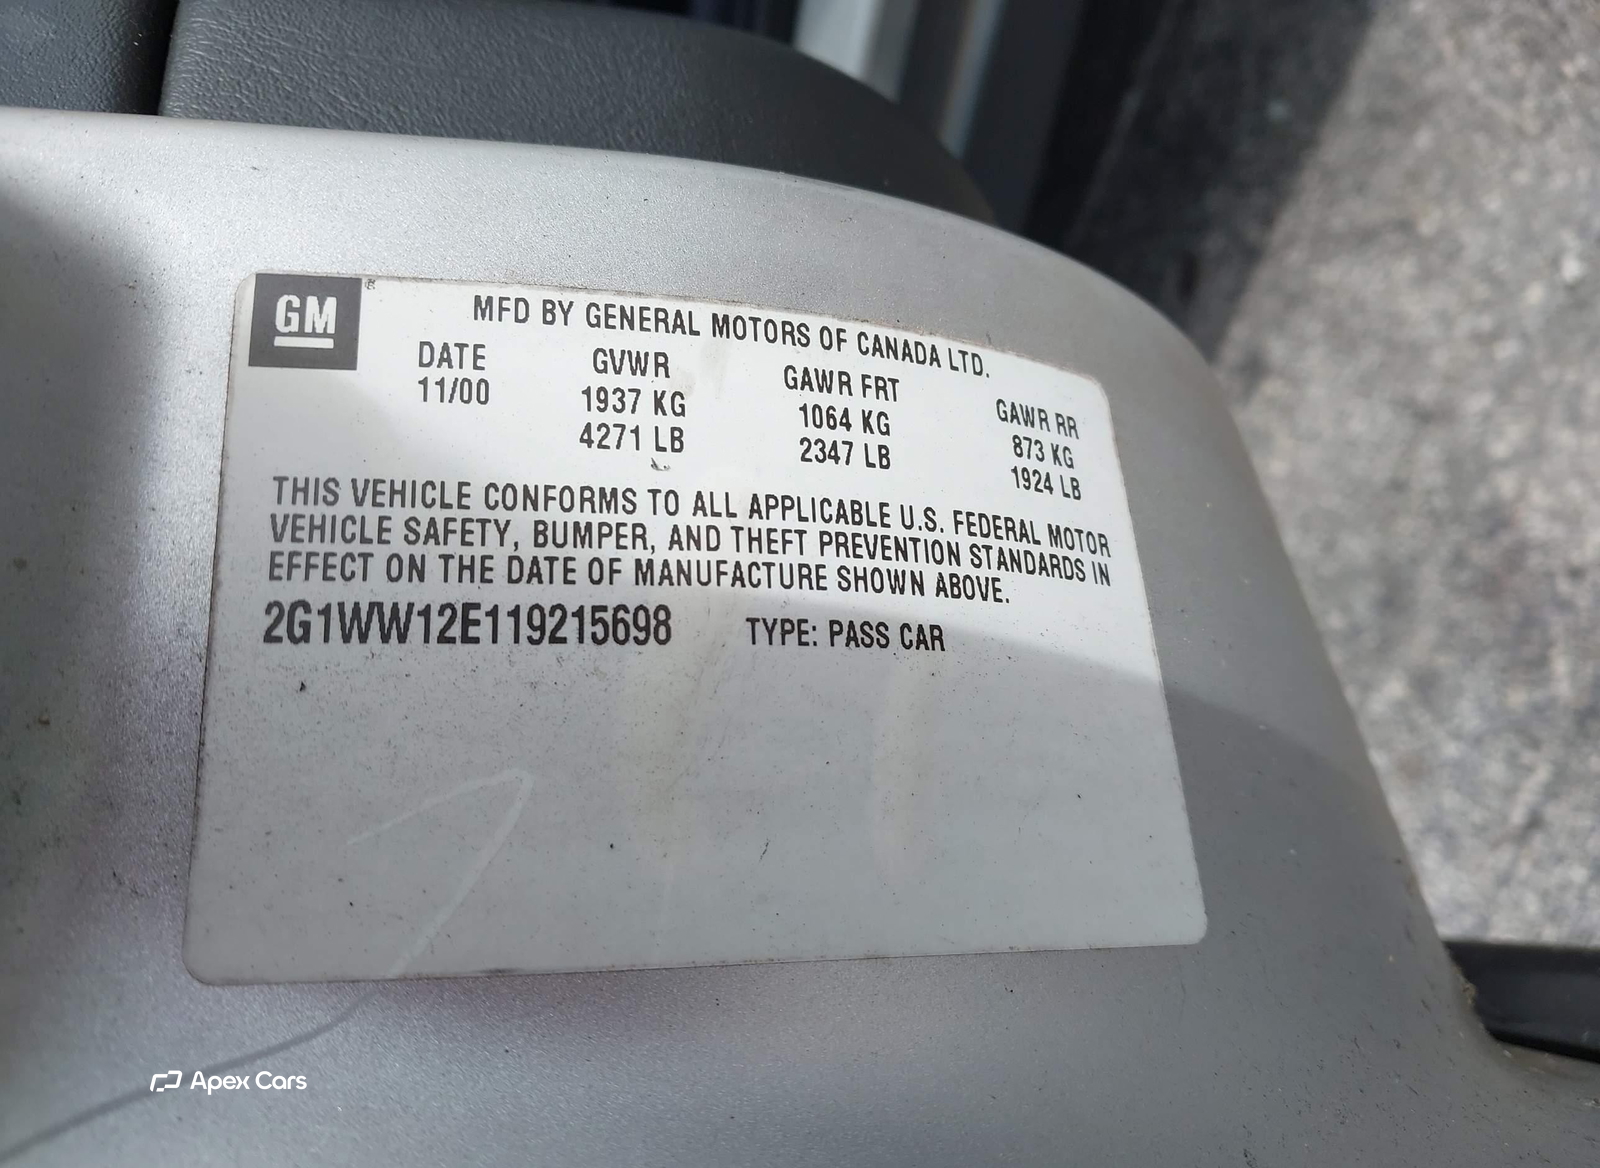 GM
MFD BY GENERAL MOTORS OF CANADA LTD.
DATE GVWR GAWR FRT GAWR RR
11/00 1937 KG 1064 KG 873 KG
4271 LB 2347 LB 1924 LB
THIS VEHICLE CONFORMS TO ALL APPLICABLE U.S. FEDERAL MOTOR
VEHICLE SAFETY, BUMPER, AND THEFT PREVENTION STANDARDS IN
EFFECT ON THE DATE OF MANUFACTURE SHOWN ABOVE.
2G1WW12E119215698 TYPE: PASS CAR
Apex Cars